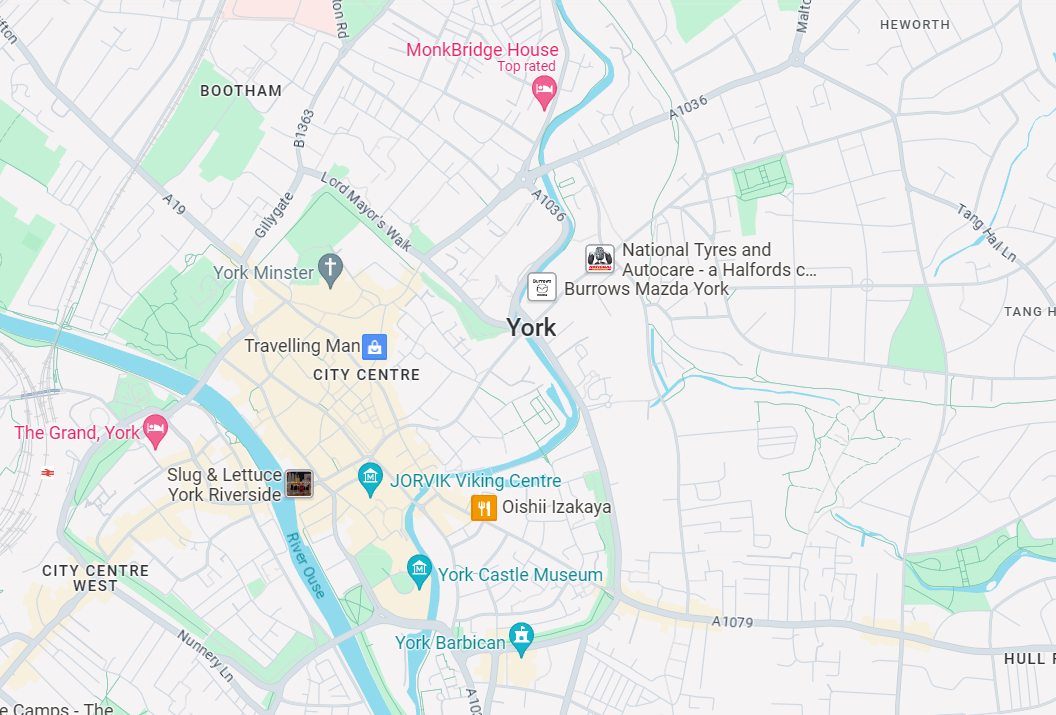 HEWORTH
MonkBridge House
Top rated
BOOTHAM
B1363
A1036
Lord Mayor's Walk
A19
Gillygate
A1036
Tang Hall Ln
York Minster
National Tyres and
Autocare - a Halfords c...
Burrows Mazda York
York
TANG H
Travelling Man
CITY CENTRE
The Grand, York
Slug & Lettuce
York Riverside
JORVIK Viking Centre
Oishii Izakaya
River Ouse
CITY CENTRE
WEST
York Castle Museum
A1079
York Barbican
Nunnery Ln
HULL
e Camps - The